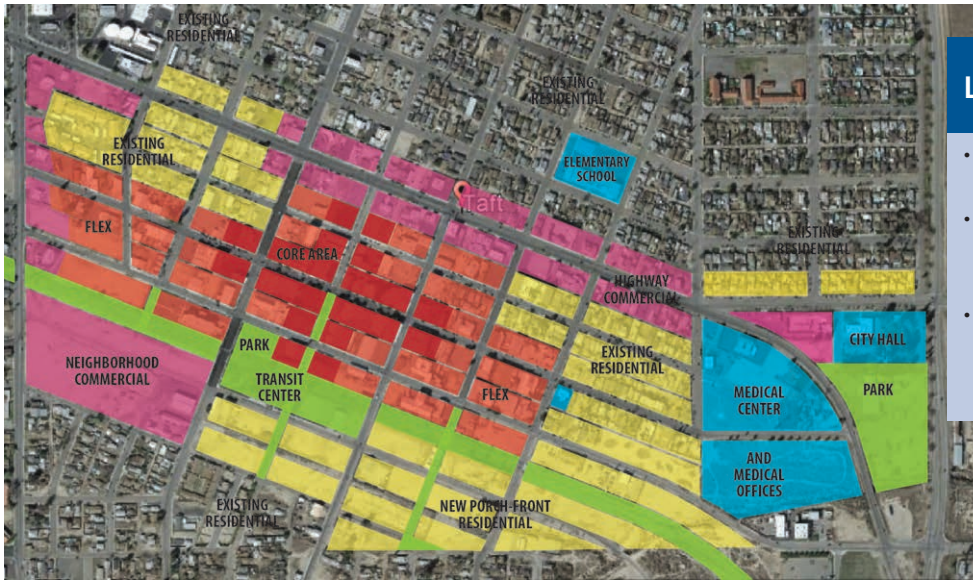 EXISTING
RESIDENTIAL
EXISTING
RESIDENTIAL
L
EXISTING
RESIDENTIAL
ELEMENTARY
SCHOOL
Taft
FLEX
CORE AREA
EXISTING
RESIDENTIAL
HIGHWAY
COMMERCIAL
PARK
NEIGHBORHOOD
COMMERCIAL
TRANSIT
CENTER
EXISTING
RESIDENTIAL
FLEX
CITY HALL
MEDICAL
CENTER
PARK
AND
MEDICAL
OFFICES
EXISTING
RESIDENTIAL
NEW PORCH-FRONT
RESIDENTIAL